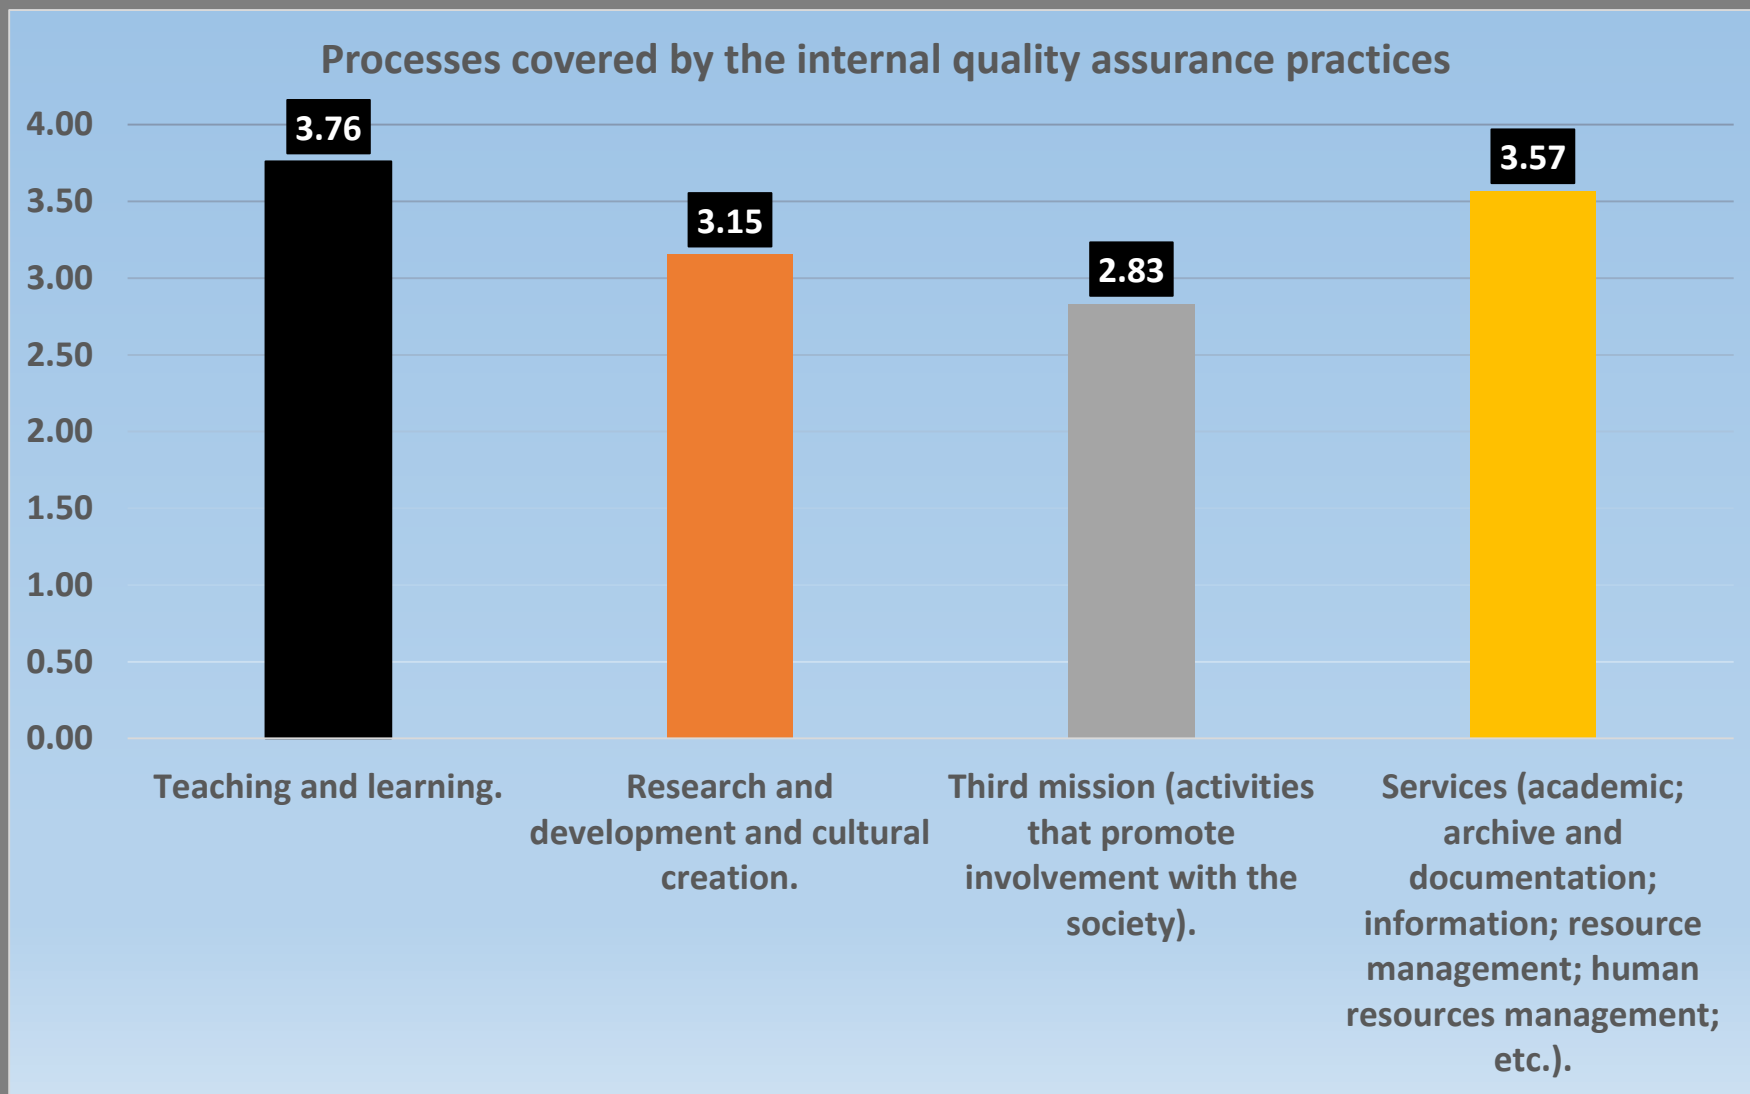 Processes covered by the internal quality assurance practices
4.00
3.50
3.00
2.50
2.00
1.50
1.00
0.50
0.00
3.76
3.15
2.83
3.57
Teaching and learning.
Research and
development and cultural
creation.
Third mission (activities
that promote
involvement with the
society).
Services (academic;
archive and
documentation;
information; resource
management; human
resources management;
etc.).